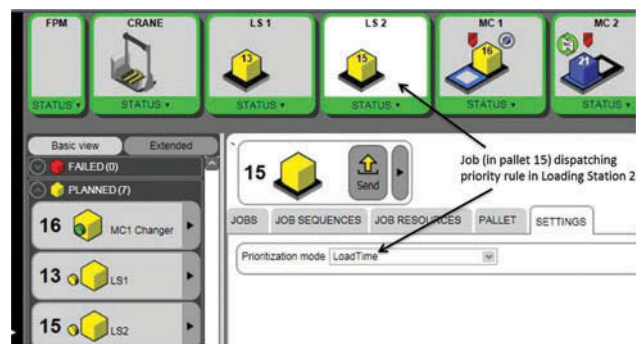 FPM
CRANE
LS 1
LS 2
MC 1
MC 2
13
15
16
21
STATUS
STATUS
STATUS
STATUS
STATUS
STATUS
Basic view
Extended
FAILED (0)
PLANNED (7)
16 MC1 Changer
13 LS1
15 LS2
15
Send
Job (in pallet 15) dispatching
priority rule in Loading Station 2
JOBS JOB SEQUENCES JOB RESOURCES PALLET SETTINGS
Prioritization mode LoadTime